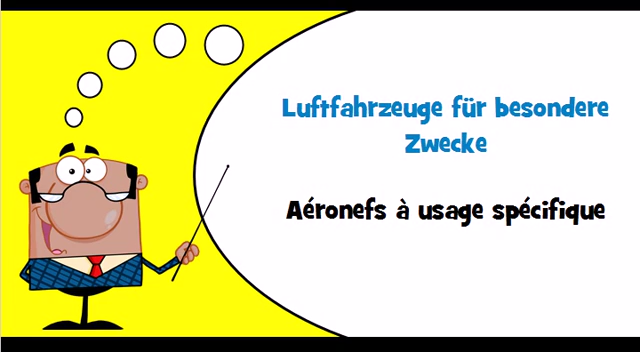 Luftfahrzeuge für besondere
Zwecke
Aéronefs à usage spécifique